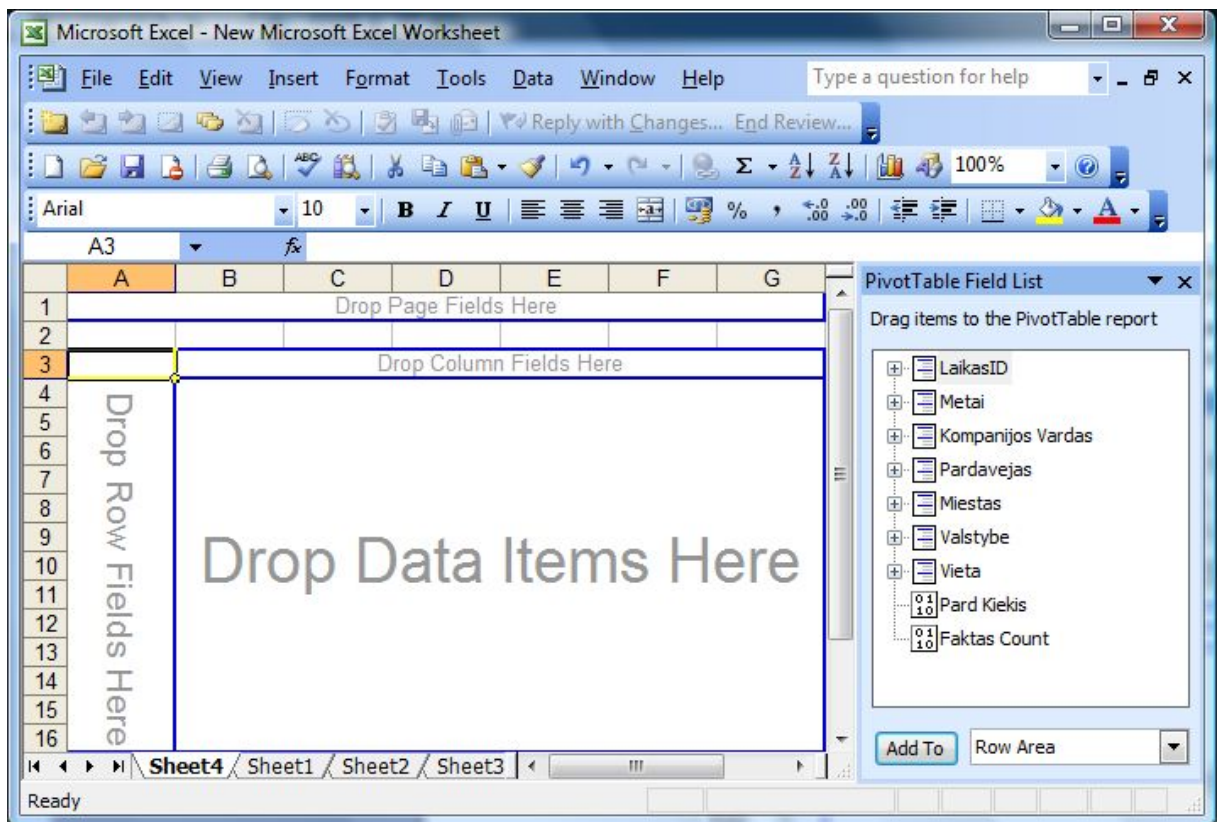 Microsoft Excel - New Microsoft Excel Worksheet
File Edit View Insert Format Tools Data Window Help Type a question for help
Reply with Changes... End Review...
ABC Σ A Z Z A 100%
Arial 10 B I U a % , .00 .00 A
A3 fx
A B C D E F G
1 Drop Page Fields Here
2
3 Drop Column Fields Here
4
5
6
7
8
9
10
11
12
13
14
15
16
Drop Row Fields Here
Drop Data Items Here
Sheet4 Sheet1 Sheet2 Sheet3
Ready
PivotTable Field List
Drag items to the PivotTable report
LaikasID
Metai
Kompanijos Vardas
Pardavejas
Miestas
Valstybe
Vieta
Pard Kiekis
Faktas Count
Add To Row Area